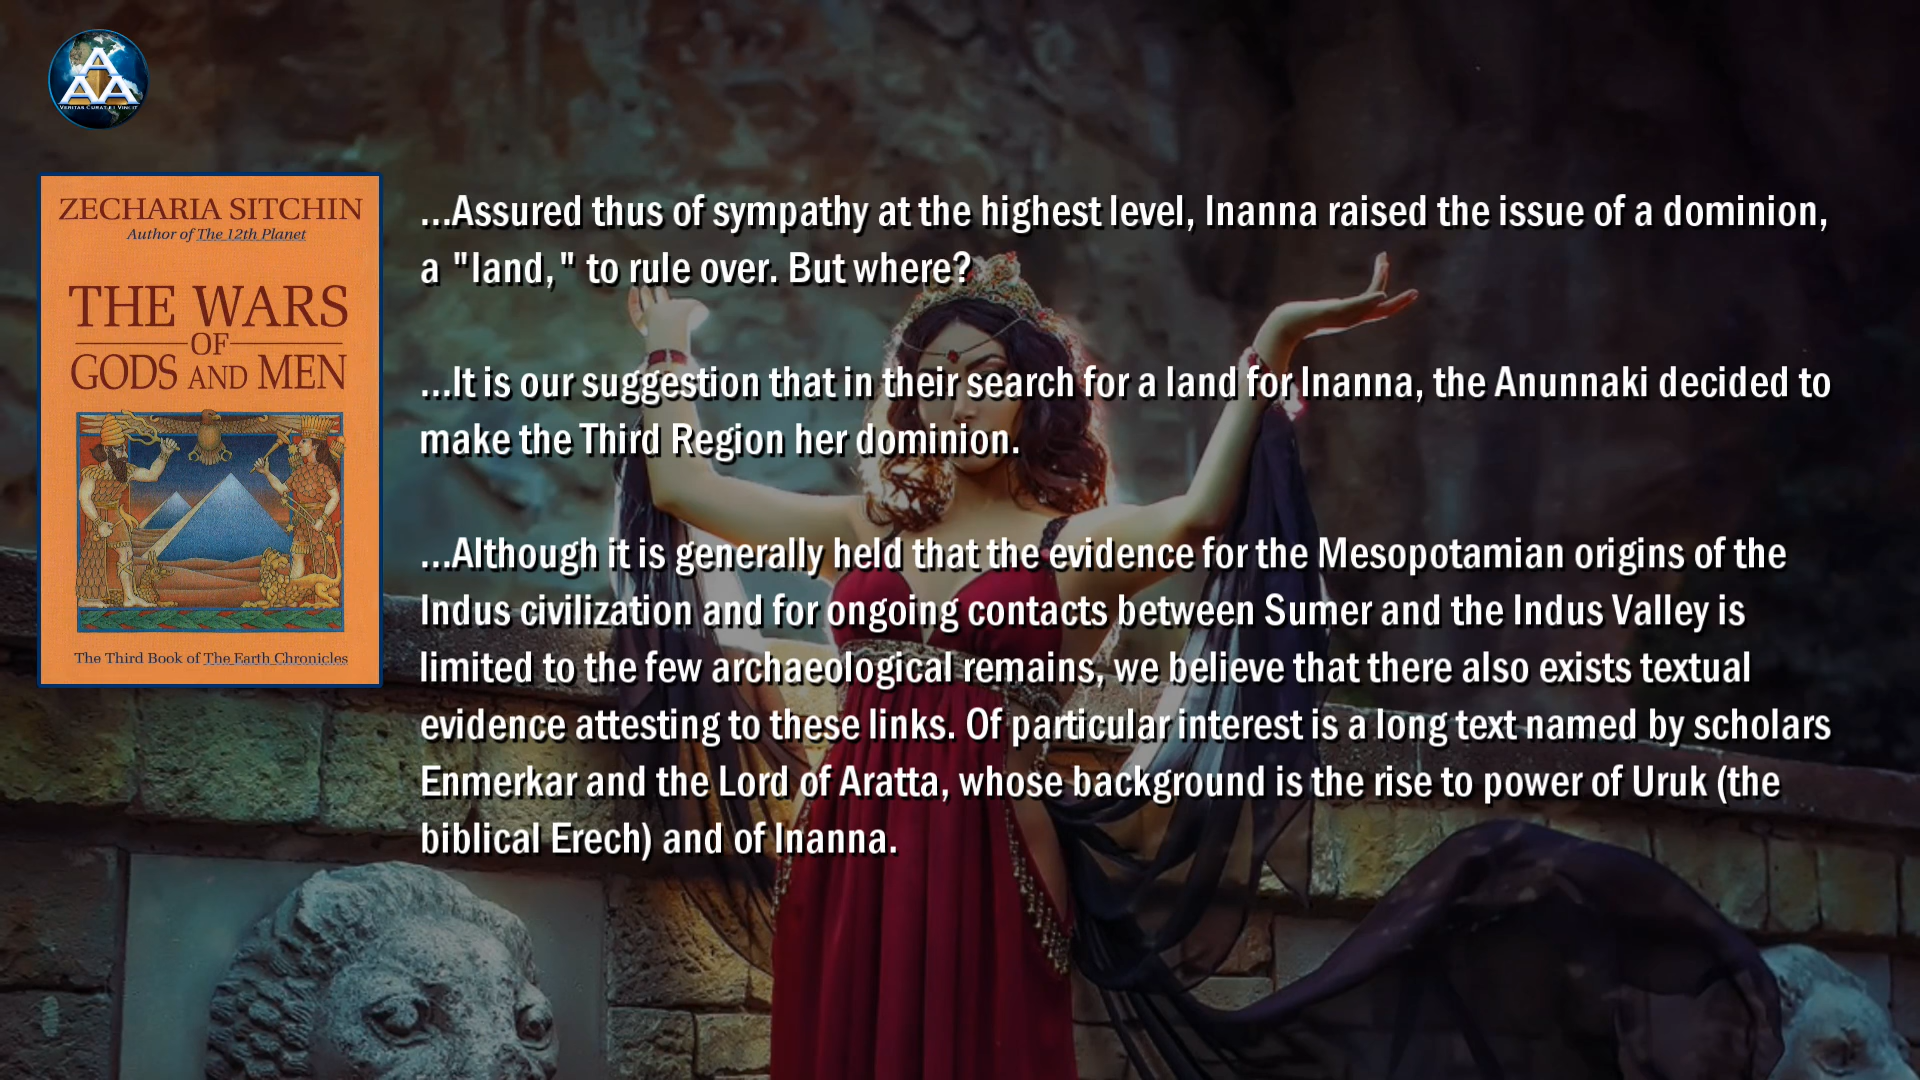 AAA
VERITAS CURAT ET VINCIT
ZECHARIA SITCHIN
Author of The 12th Planet
THE WARS
OF
GODS AND MEN
The Third Book of The Earth Chronicles
...Assured thus of sympathy at the highest level, Inanna raised the issue of a dominion,
a "land," to rule over. But where?
...It is our suggestion that in their search for a land for Inanna, the Anunnaki decided to
make the Third Region her dominion.
...Although it is generally held that the evidence for the Mesopotamian origins of the
Indus civilization and for ongoing contacts between Sumer and the Indus Valley is
limited to the few archaeological remains, we believe that there also exists textual
evidence attesting to these links. Of particular interest is a long text named by scholars
Enmerkar and the Lord of Aratta, whose background is the rise to power of Uruk (the
biblical Erech) and of Inanna.